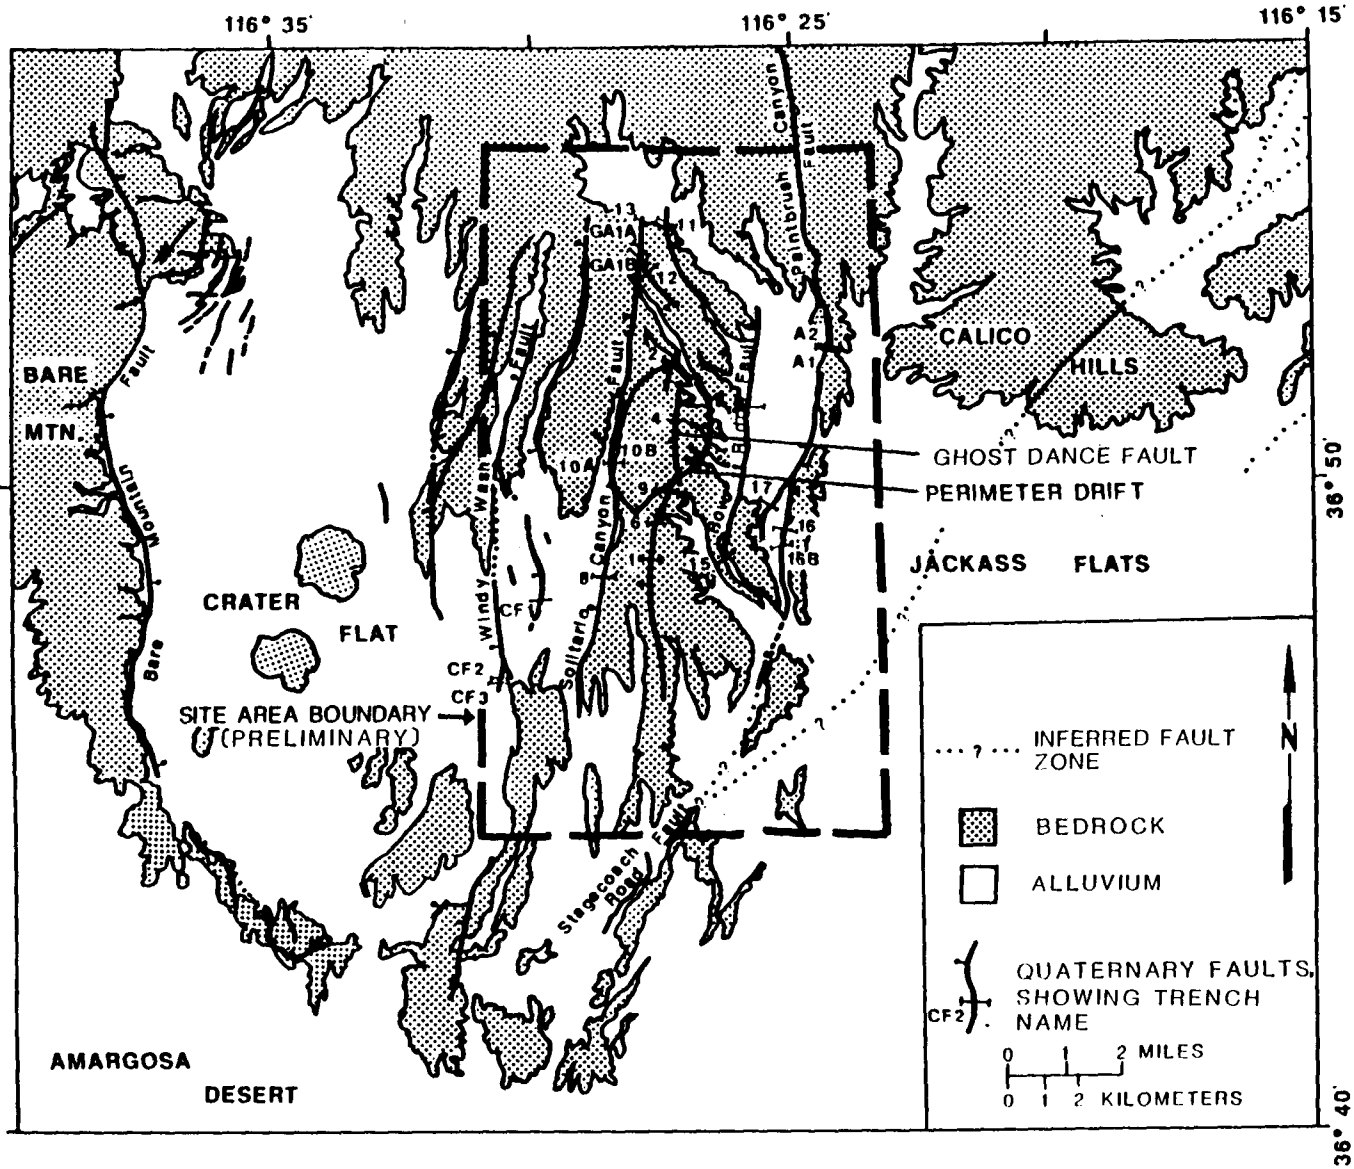 116° 35'
116° 25'
116° 15'
Paintbrush Canyon
Fault
13
11
GA1A
GA1B
12
A2
A1
CALICO
HILLS
BARE
MTN.
Fault
Mountain
Bare
Fault
Fault
2
4
Bow
Fault
GHOST DANCE FAULT
PERIMETER DRIFT
36° 50'
10A
10B
9
17
Wash
Windy
Canyon
Solitario
6
1
8
15
16
16B
JACKASS FLATS
CRATER
FLAT
CF1
CF2
CF3
SITE AREA BOUNDARY
(PRELIMINARY)
Stagecoach
Road
Fault
?
?
?
?
?
?
?
.... ? .... INFERRED FAULT
ZONE
N
BEDROCK
ALLUVIUM
QUATERNARY FAULTS,
SHOWING TRENCH
NAME
CF2
0 1 2 MILES
0 1 2 KILOMETERS
AMARGOSA
DESERT
36° 40'